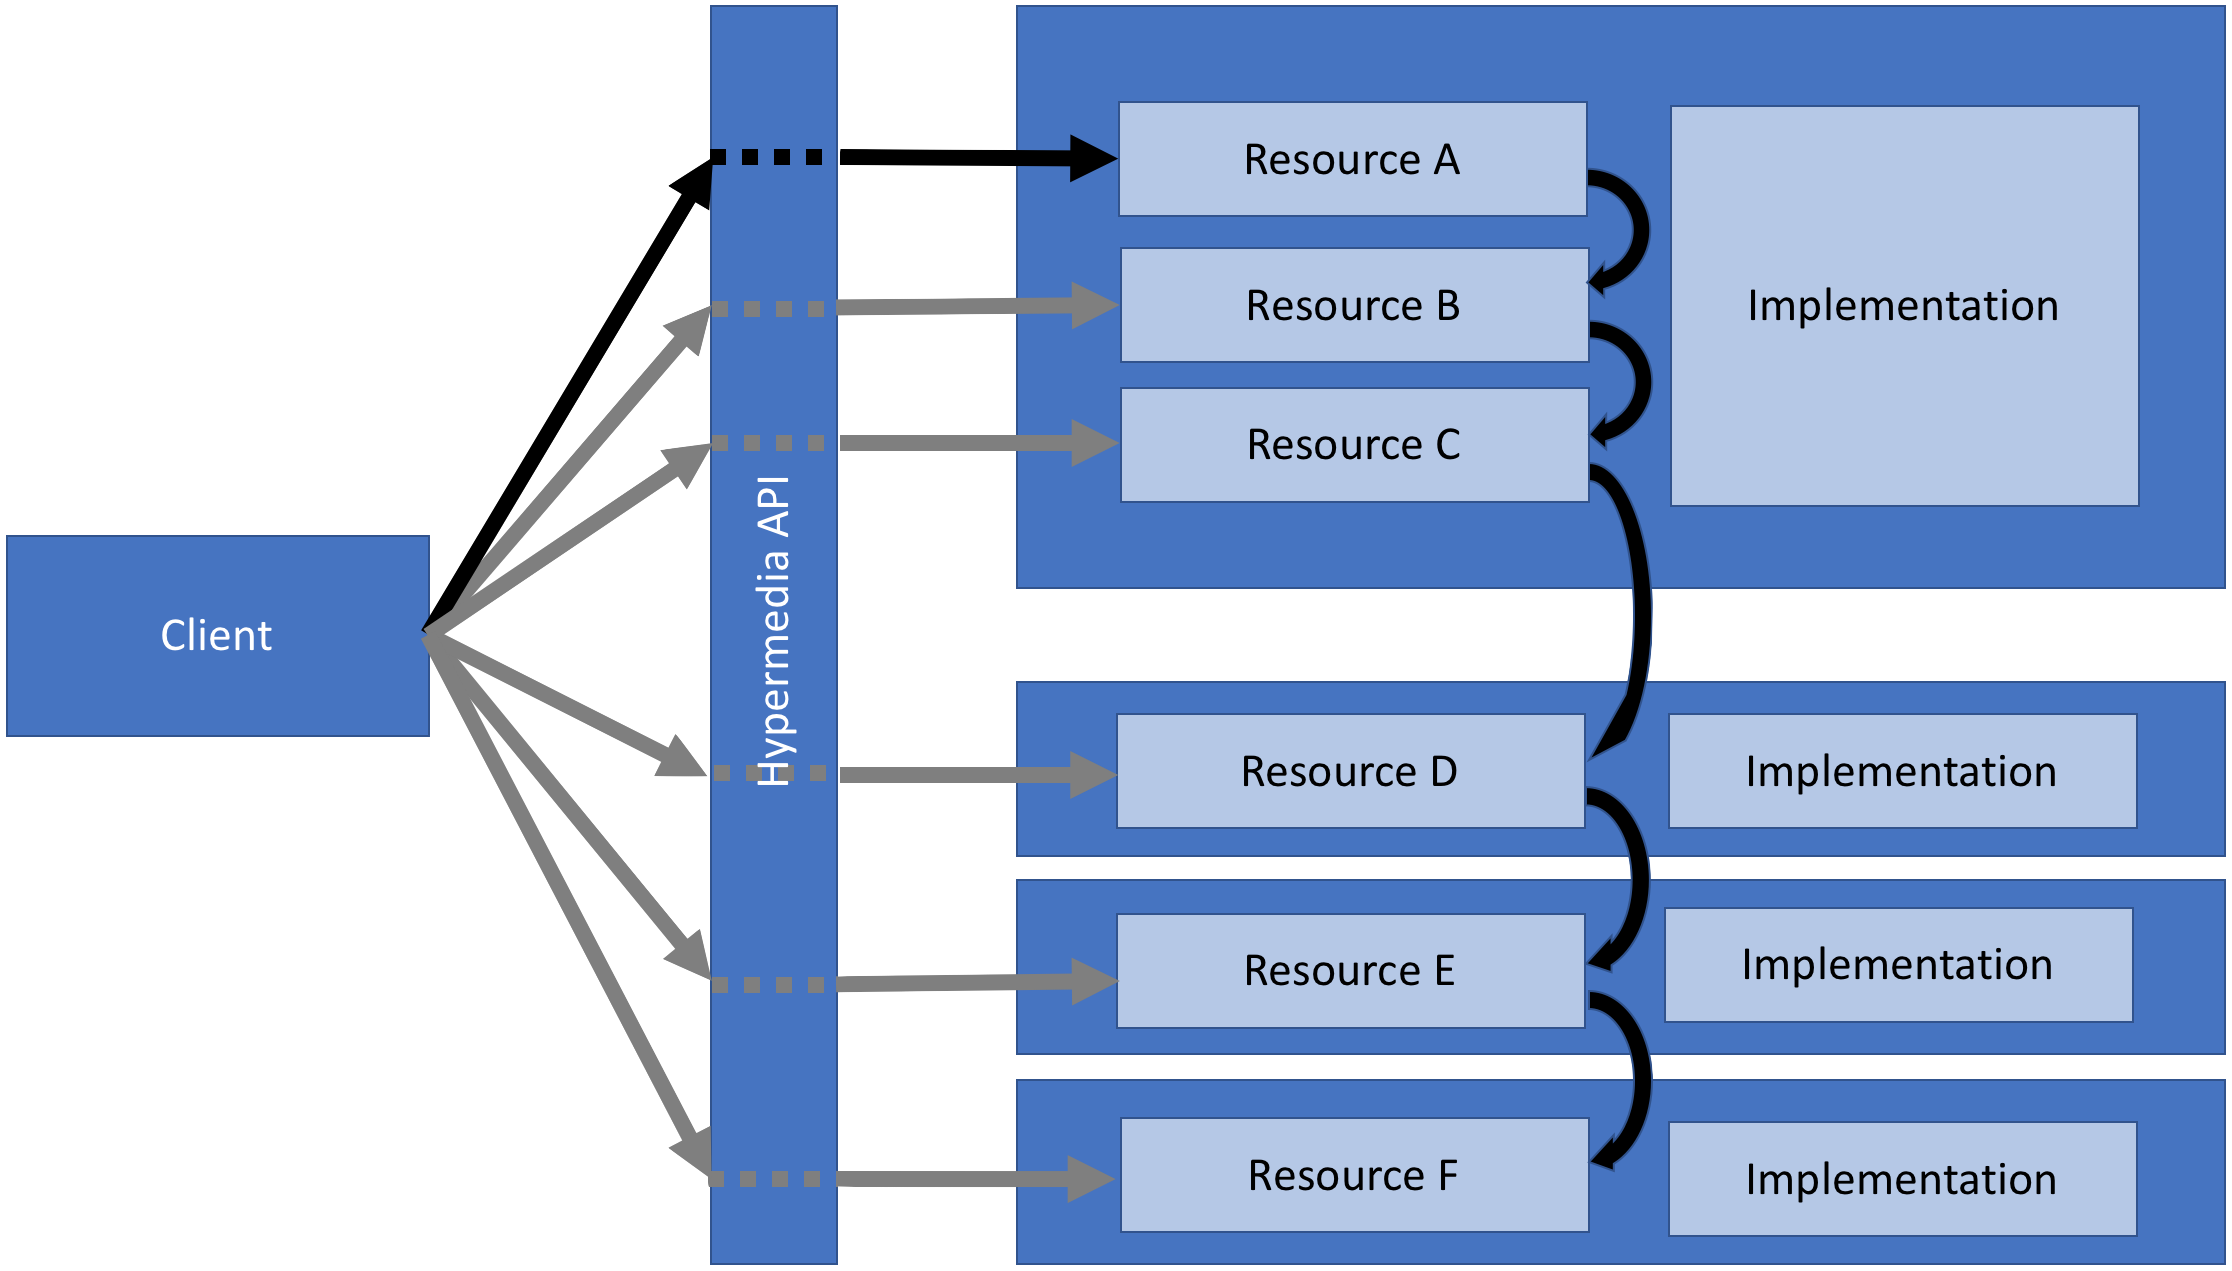 Client
Hypermedia API
Resource A
Resource B
Resource C
Implementation
Resource D
Implementation
Resource E
Implementation
Resource F
Implementation